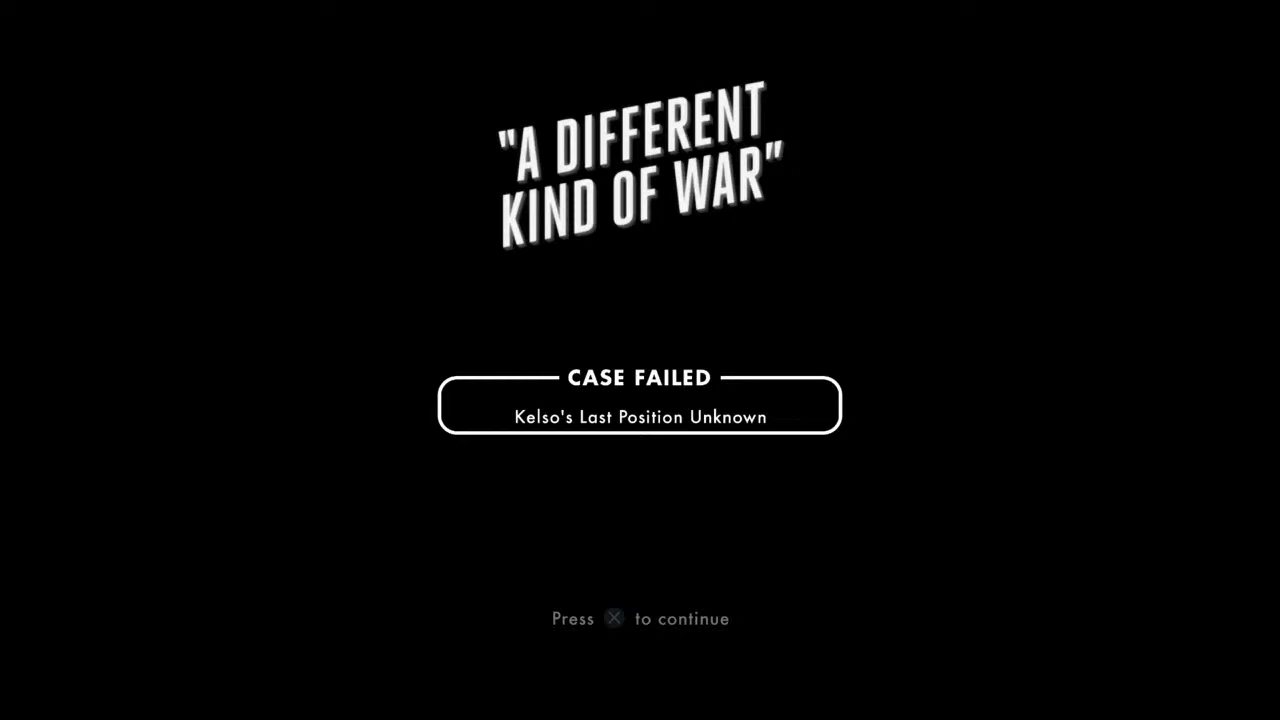 "A DIFFERENT
KIND OF WAR"
CASE FAILED
Kelso's Last Position Unknown
Press ⓧ to continue